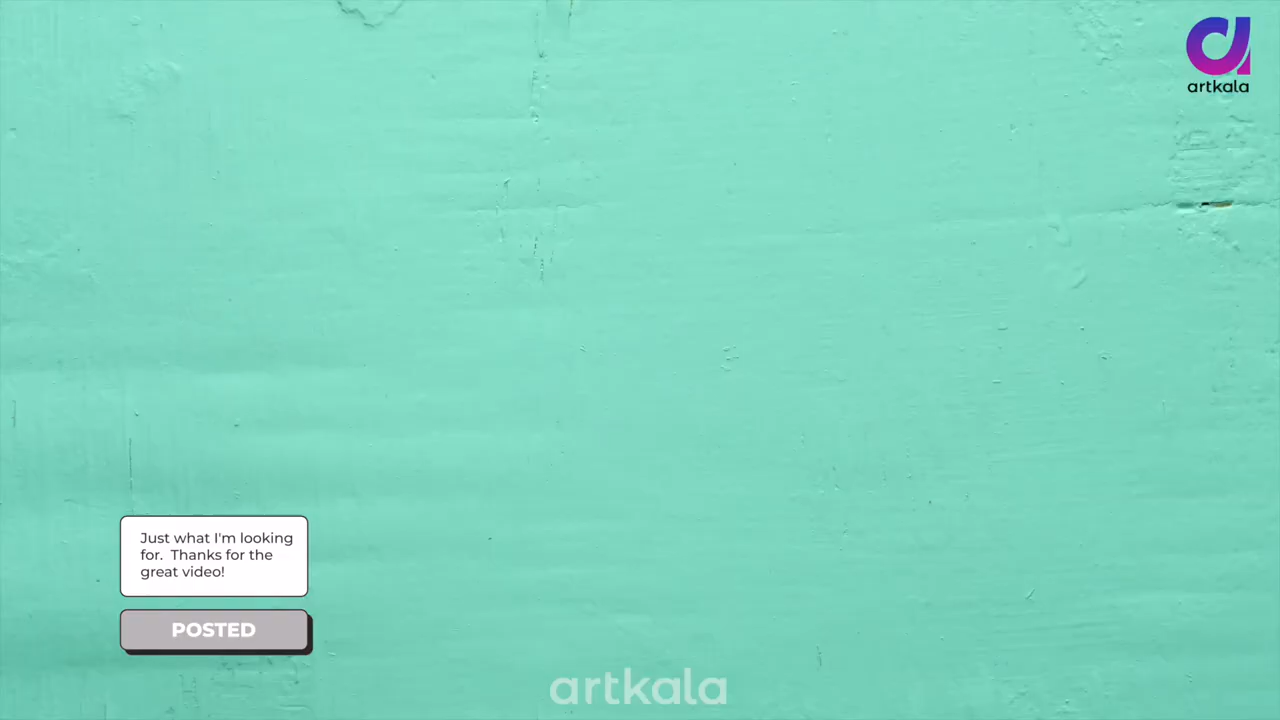 artkala
Just what I'm looking
for.  Thanks for the
great video!
POSTED
artkala